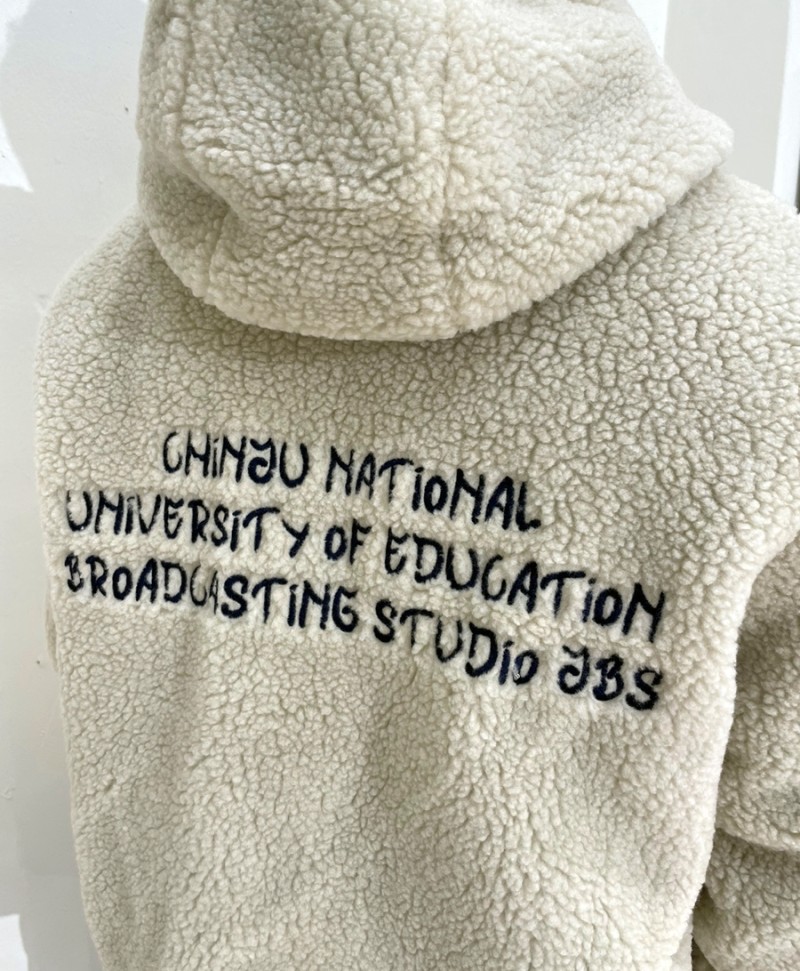 CHiNJU NATiONAL
UNiVERSiTY OF EDUCATiON
BROADCASTiNG STUDiO JBS